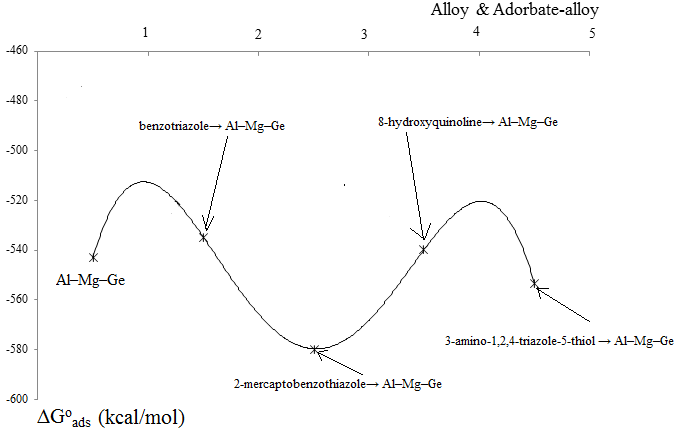 Alloy & Adorbate-alloy
1 2 3 4 5
-460
-480
-500
-520
-540
-560
-580
-600
benzotriazole→ Al–Mg–Ge
8-hydroxyquinoline→ Al–Mg–Ge
Al–Mg–Ge
3-amino-1,2,4-triazole-5-thiol → Al–Mg–Ge
2-mercaptobenzothiazole→ Al–Mg–Ge
ΔGºads (kcal/mol)